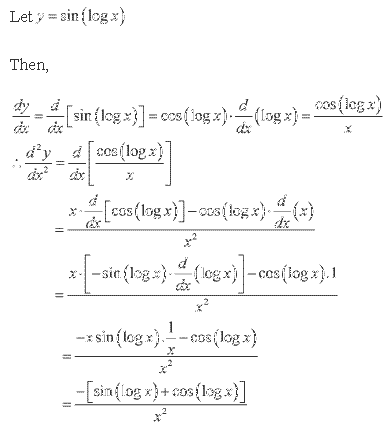 Let y = sin(log x)
Then,
dy/dx = d/dx[sin(log x)] = cos(log x)·d/dx(log x) = cos(log x)/x
∴ d²y/dx² = d/dx[cos(log x)/x]
= (x·d/dx[cos(log x)] − cos(log x)·d/dx(x))/x²
= (x·[−sin(log x)·d/dx(log x)] − cos(log x).1)/x²
= (−x sin(log x).1/x − cos(log x))/x²
= −[sin(log x) + cos(log x)]/x²